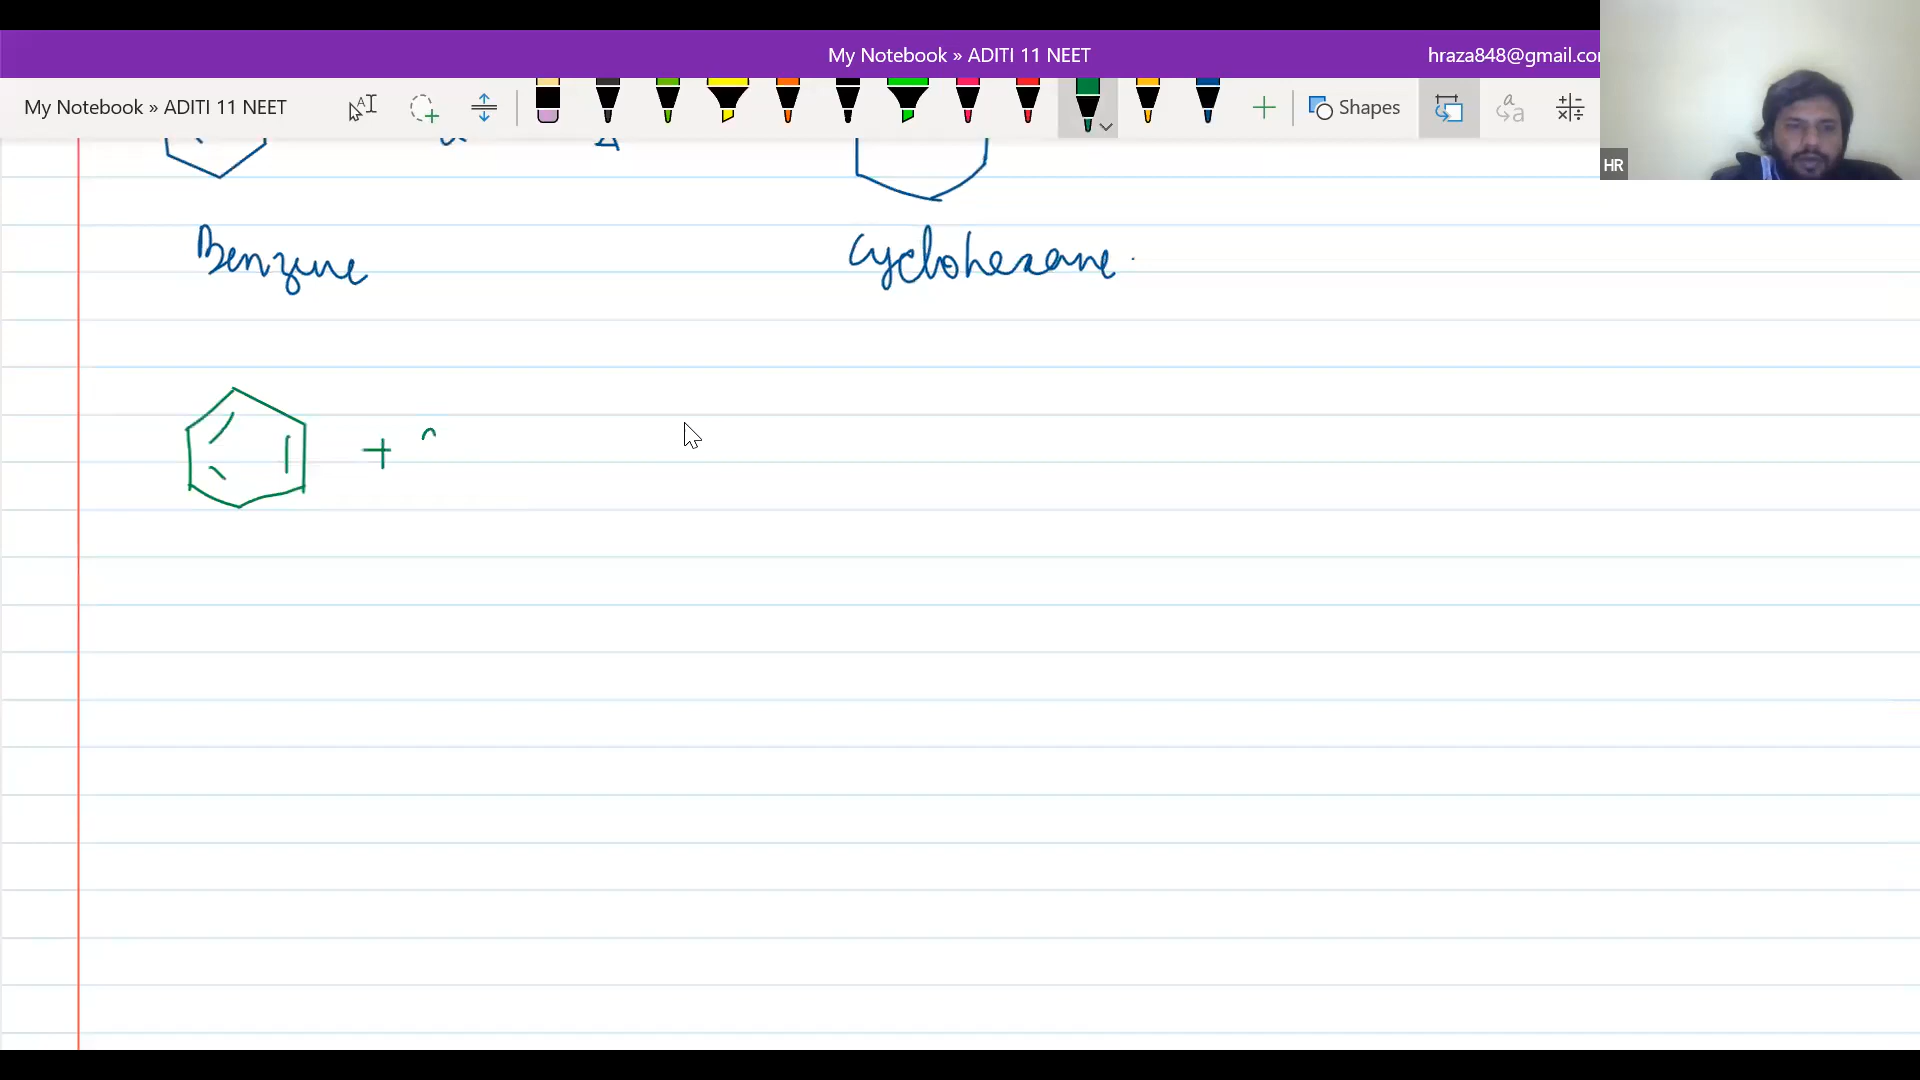 My Notebook » ADITI 11 NEET
hraza848@gmail.co
My Notebook » ADITI 11 NEET
Shapes
HR
Benzene
Cyclohexane.
+